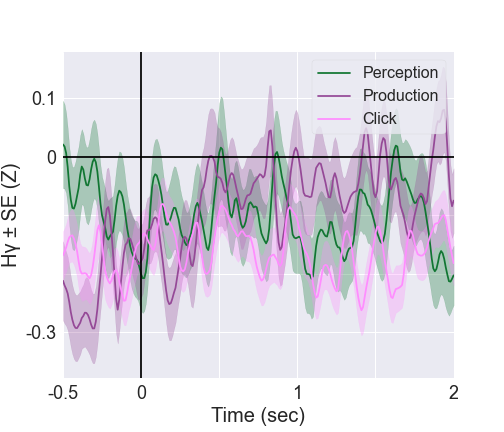 Perception
Production
Click
0.1
0
-0.3
Hγ ± SE (Z)
-0.5
0
1
2
Time (sec)